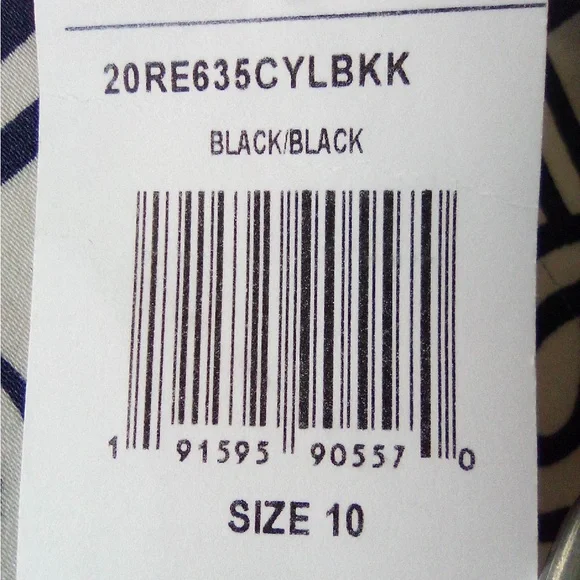 20RE635CYLBKK
BLACK/BLACK
1 91595 90557 0
SIZE 10